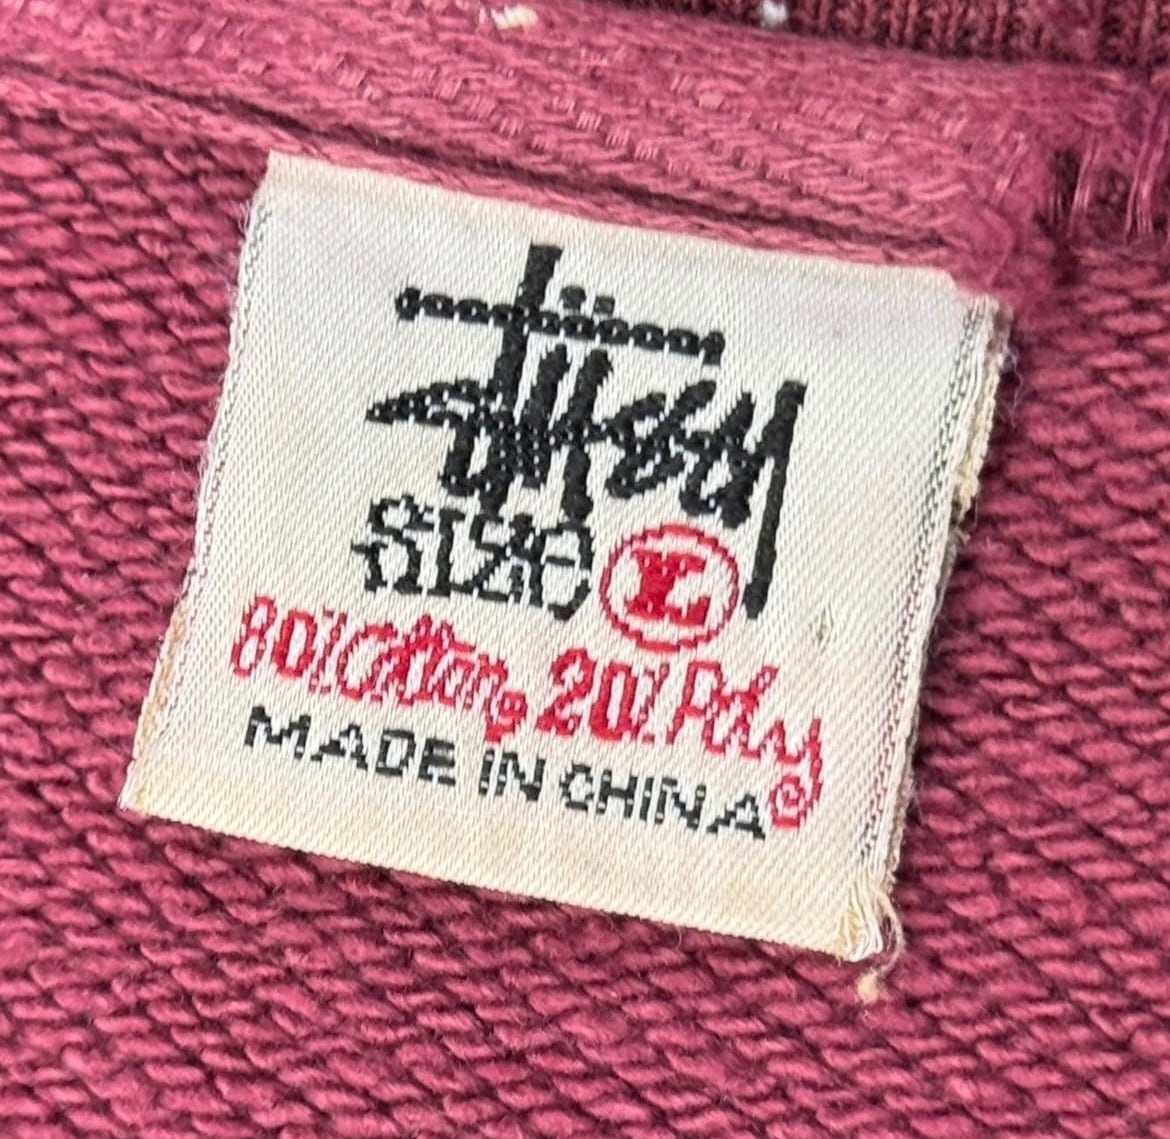 Stüssy
SIZE L
80% Cotton, 20% Poly
MADE IN CHINA ©